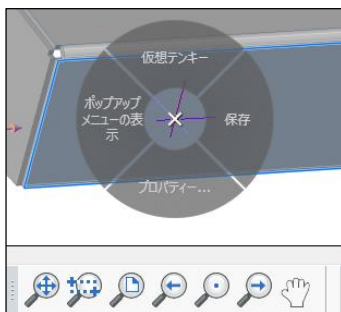 仮想テンキー
ポップアップ
メニューの表
示
保存
プロパティー...